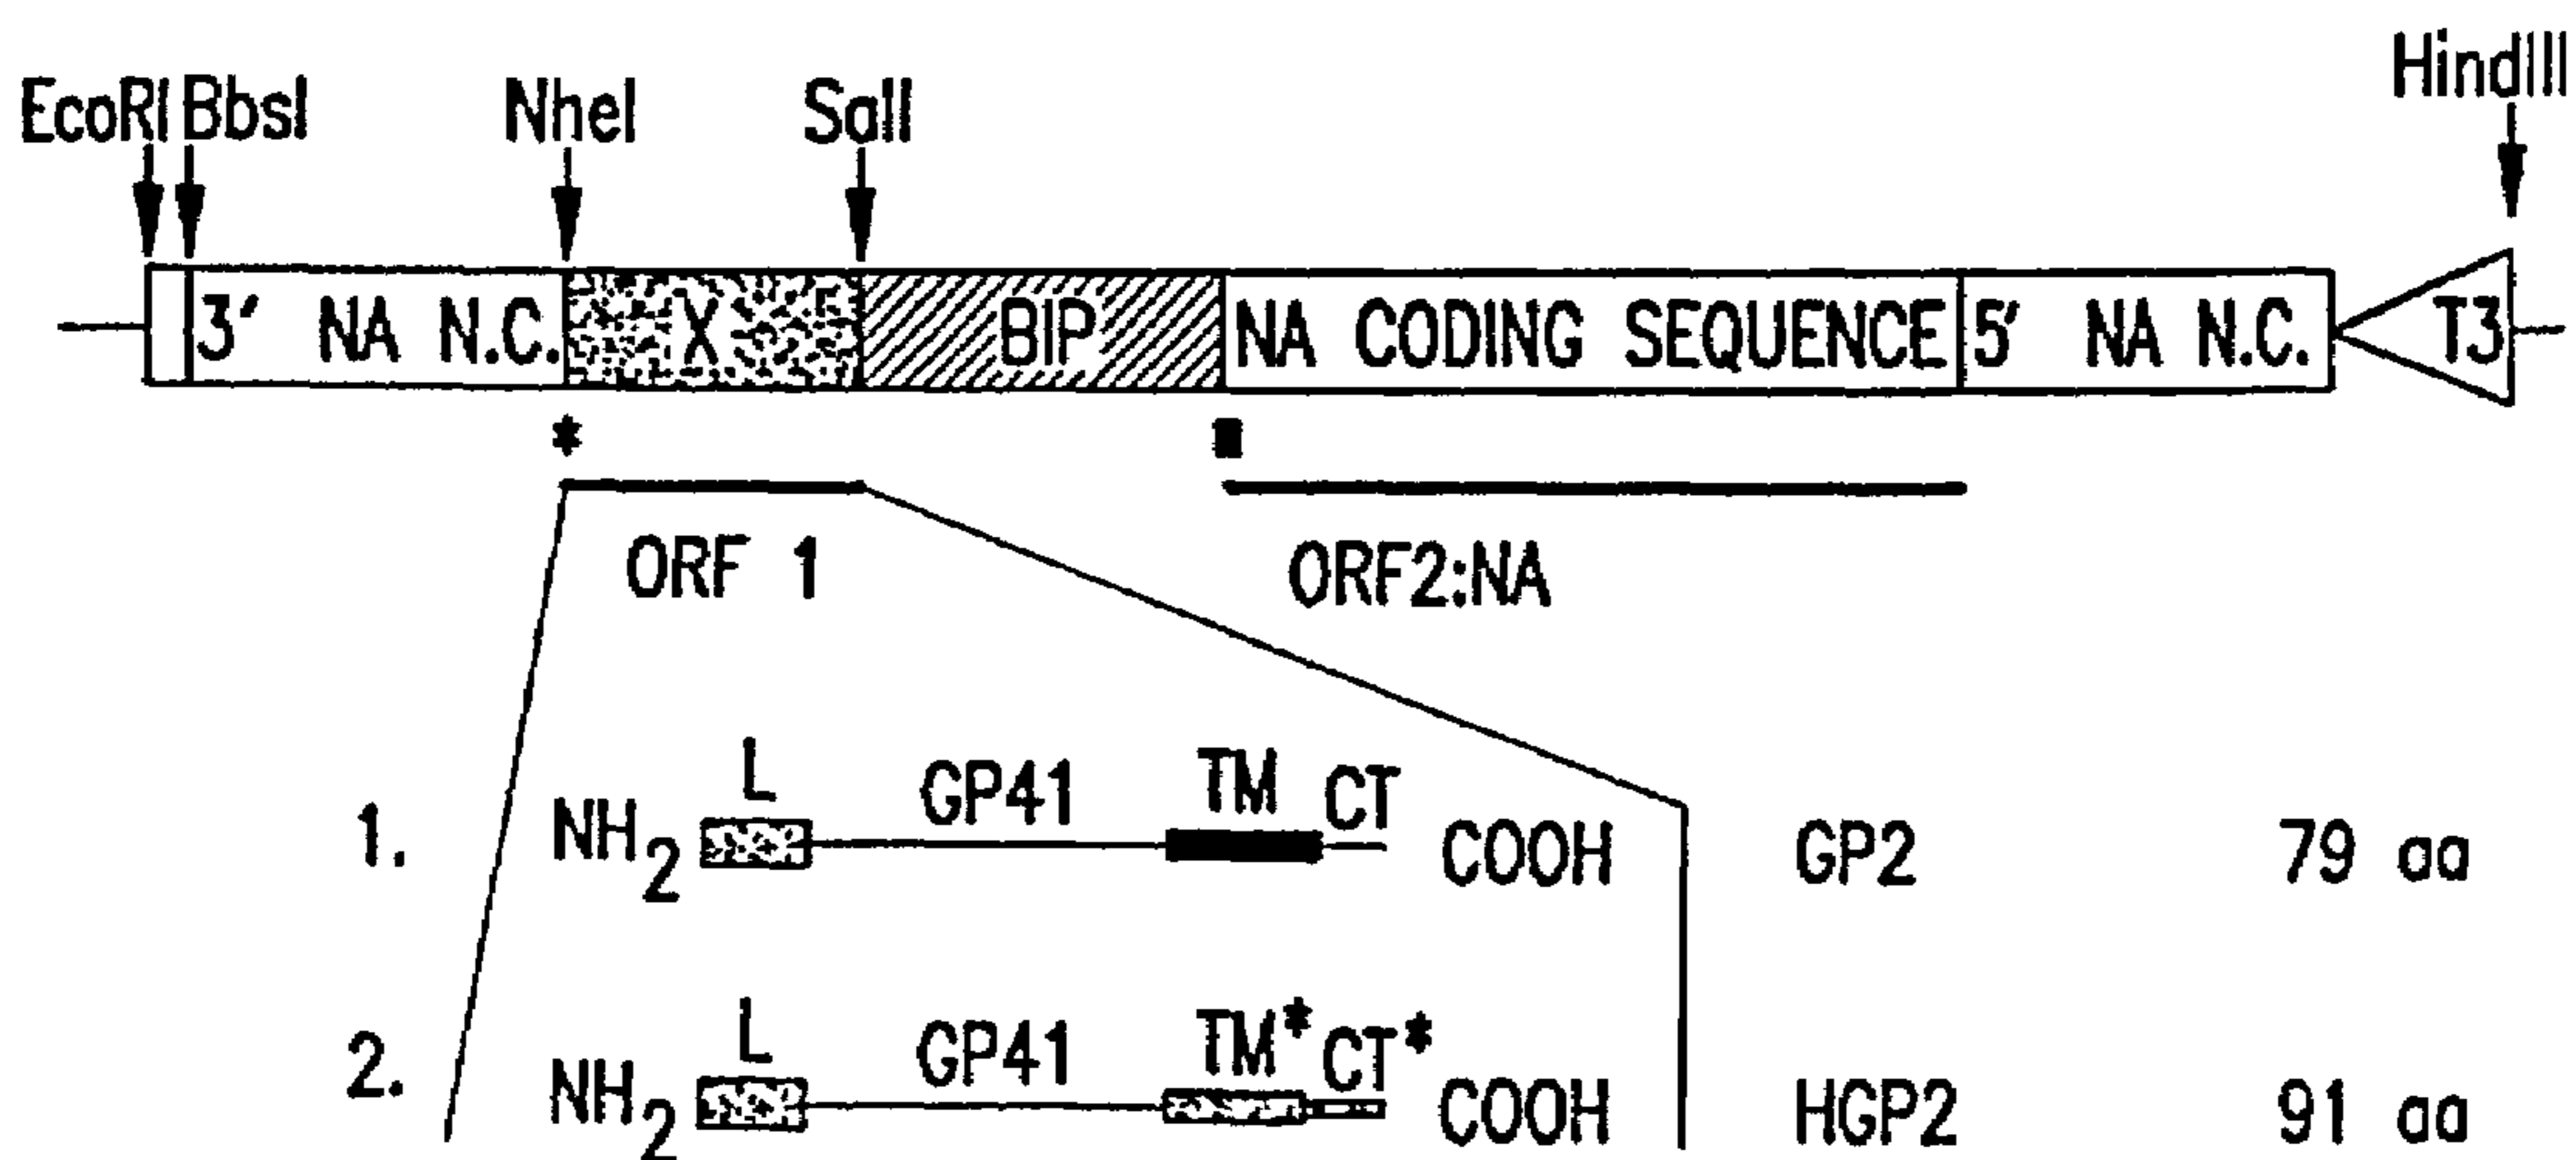 EcoRI BbsI NheI SalI HindIII
3' NA N.C. X BIP NA CODING SEQUENCE 5' NA N.C. T3
* ■
ORF 1 ORF2:NA
L GP41 TM CT
1. NH2 COOH GP2 79 aa
L GP41 TM* CT*
2. NH2 COOH HGP2 91 aa